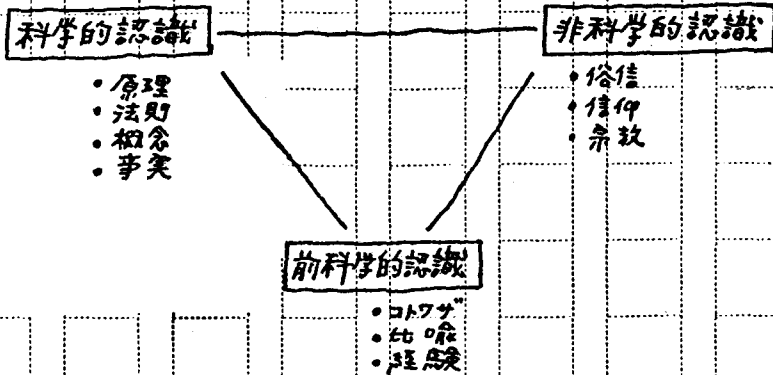 科学的認識
・原理
・法則
・概念
・事実
非科学的認識
・俗信
・信仰
・宗教
前科学的認識
・コトワザ
・比喩
・経験